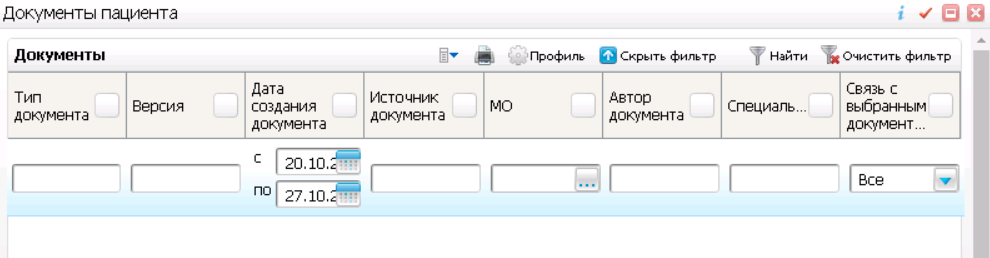 Документы пациента
Документы Профиль Скрыть фильтр Найти Очистить фильтр
Тип
документа
Версия
Дата
создания
документа
Источник
документа
МО
Автор
документа
Специаль...
Связь с
выбранным
документ...
с 20.10.2
по 27.10.2
...
Все